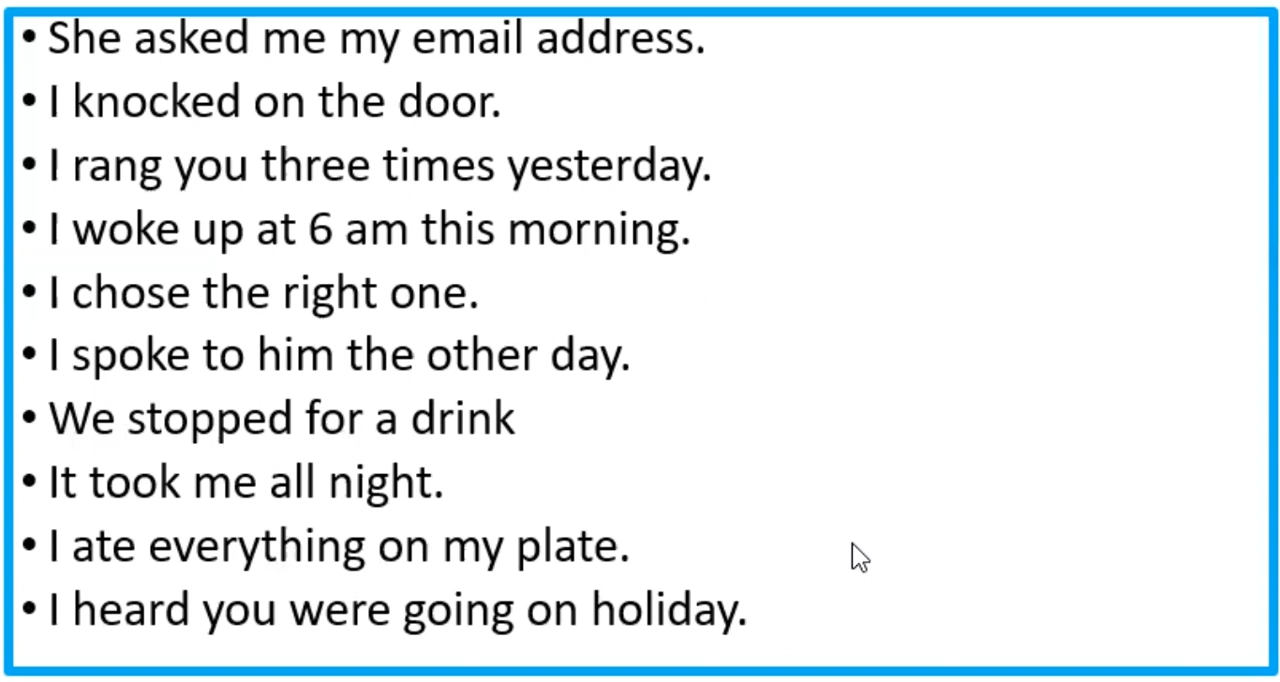 • She asked me my email address.
• I knocked on the door.
• I rang you three times yesterday.
• I woke up at 6 am this morning.
• I chose the right one.
• I spoke to him the other day.
• We stopped for a drink
• It took me all night.
• I ate everything on my plate.
• I heard you were going on holiday.